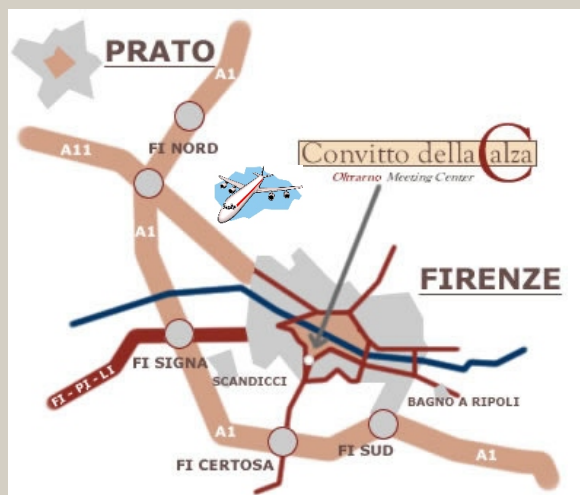 PRATO
A1
FI NORD
A11
Convitto della Calza
Oltrarno Meeting Center
A1
FIRENZE
FI SIGNA
SCANDICCI
FI - PI - LI
BAGNO A RIPOLI
A1
FI SUD
FI CERTOSA
A1